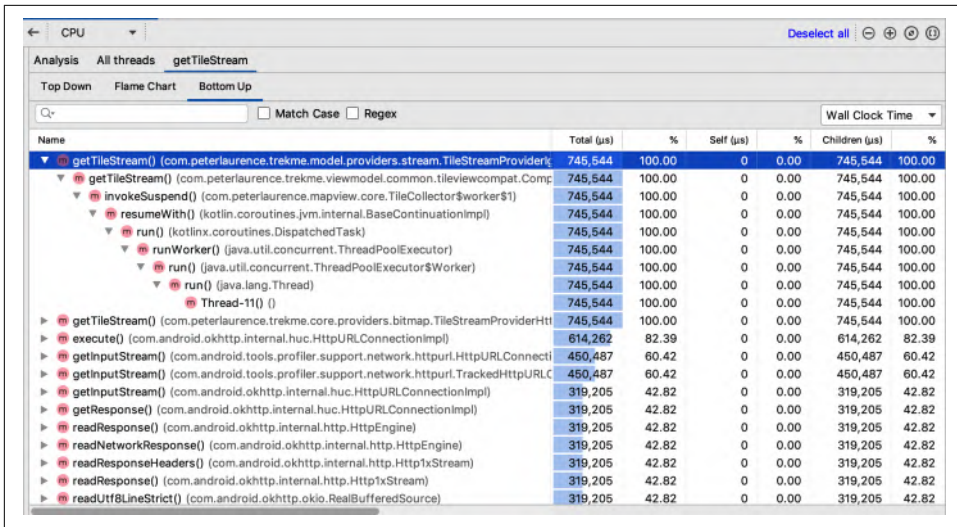 CPU Deselect all
Analysis All threads getTileStream
Top Down Flame Chart Bottom Up
Match Case Regex Wall Clock Time
Name Total (μs) % Self (μs) % Children (μs) %
getTileStream() (com.peterlaurence.trekme.model.providers.stream.TileStreamProviderIg 745,544 100.00 0 0.00 745,544 100.00
getTileStream() (com.peterlaurence.trekme.viewmodel.common.tileviewcompat.Comp 745,544 100.00 0 0.00 745,544 100.00
invokeSuspend() (com.peterlaurence.mapview.core.TileCollector$worker$1) 745,544 100.00 0 0.00 745,544 100.00
resumeWith() (kotlin.coroutines.jvm.internal.BaseContinuationImpl) 745,544 100.00 0 0.00 745,544 100.00
run() (kotlinx.coroutines.DispatchedTask) 745,544 100.00 0 0.00 745,544 100.00
runWorker() (java.util.concurrent.ThreadPoolExecutor) 745,544 100.00 0 0.00 745,544 100.00
run() (java.util.concurrent.ThreadPoolExecutor$Worker) 745,544 100.00 0 0.00 745,544 100.00
run() (java.lang.Thread) 745,544 100.00 0 0.00 745,544 100.00
Thread-11() () 745,544 100.00 0 0.00 745,544 100.00
getTileStream() (com.peterlaurence.trekme.core.providers.bitmap.TileStreamProviderHtt 745,544 100.00 0 0.00 745,544 100.00
execute() (com.android.okhttp.internal.huc.HttpURLConnectionImpl) 614,262 82.39 0 0.00 614,262 82.39
getInputStream() (com.android.tools.profiler.support.network.httpurl.HttpURLConnecti 450,487 60.42 0 0.00 450,487 60.42
getInputStream() (com.android.tools.profiler.support.network.httpurl.TrackedHttpURLC 450,487 60.42 0 0.00 450,487 60.42
getInputStream() (com.android.okhttp.internal.huc.HttpURLConnectionImpl) 319,205 42.82 0 0.00 319,205 42.82
getResponse() (com.android.okhttp.internal.huc.HttpURLConnectionImpl) 319,205 42.82 0 0.00 319,205 42.82
readResponse() (com.android.okhttp.internal.http.HttpEngine) 319,205 42.82 0 0.00 319,205 42.82
readNetworkResponse() (com.android.okhttp.internal.http.HttpEngine) 319,205 42.82 0 0.00 319,205 42.82
readResponseHeaders() (com.android.okhttp.internal.http.Http1xStream) 319,205 42.82 0 0.00 319,205 42.82
readResponse() (com.android.okhttp.internal.http.Http1xStream) 319,205 42.82 0 0.00 319,205 42.82
readUtf8LineStrict() (com.android.okhttp.okio.RealBufferedSource) 319,205 42.82 0 0.00 319,205 42.82